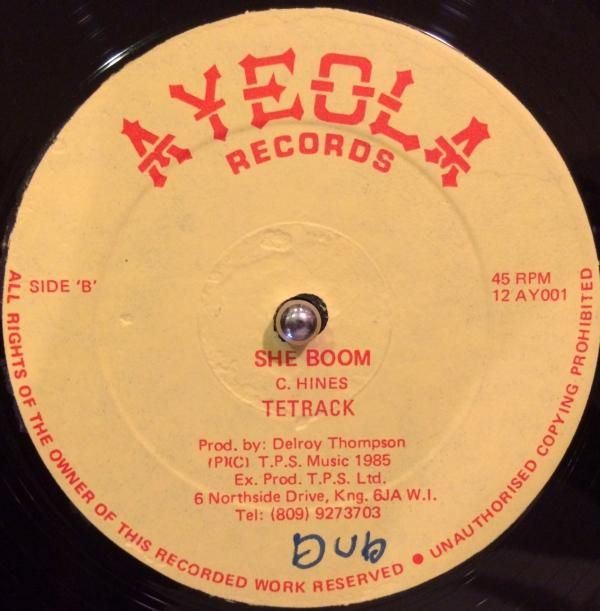 AYEOLA
RECORDS
SIDE 'B'
45 RPM
12 AY001
SHE BOOM
C. HINES
TETRACK
Prod. by: Delroy Thompson
(P)(C) T.P.S. Music 1985
Ex. Prod. T.P.S. Ltd.
6 Northside Drive, Kng. 6JA W.I.
Tel: (809) 9273703
ALL RIGHTS OF THE OWNER OF THIS RECORDED WORK RESERVED ● UNAUTHORISED COPYING PROHIBITED